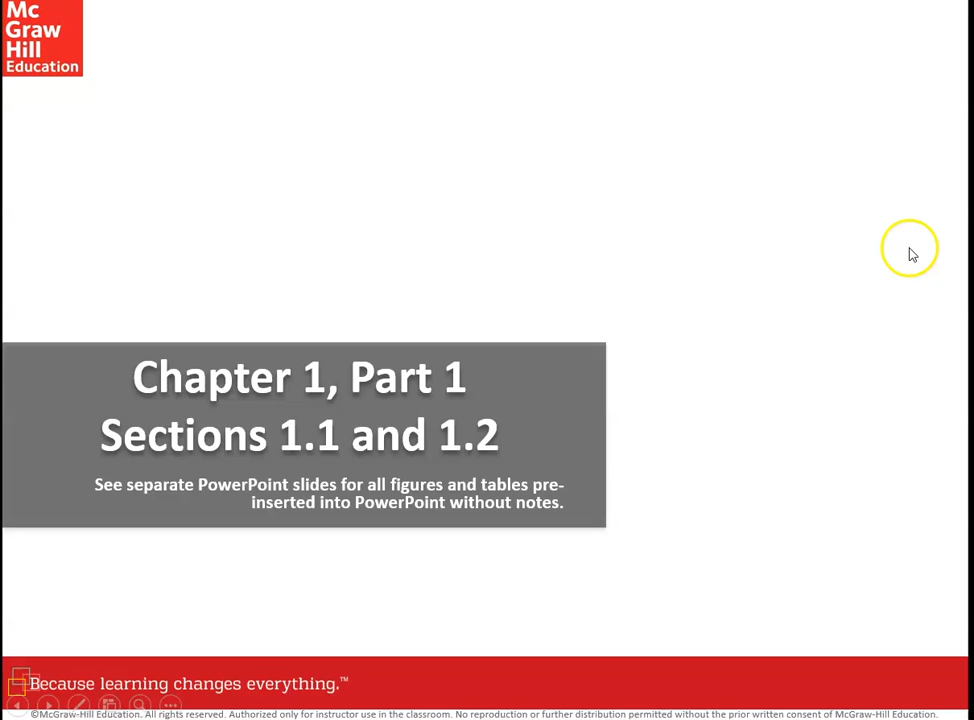 Mc
Graw
Hill
Education
Chapter 1, Part 1
Sections 1.1 and 1.2
See separate PowerPoint slides for all figures and tables pre-
inserted into PowerPoint without notes.
Because learning changes everything.™
©McGraw-Hill Education. All rights reserved. Authorized only for instructor use in the classroom. No reproduction or further distribution permitted without the prior written consent of McGraw-Hill Education.